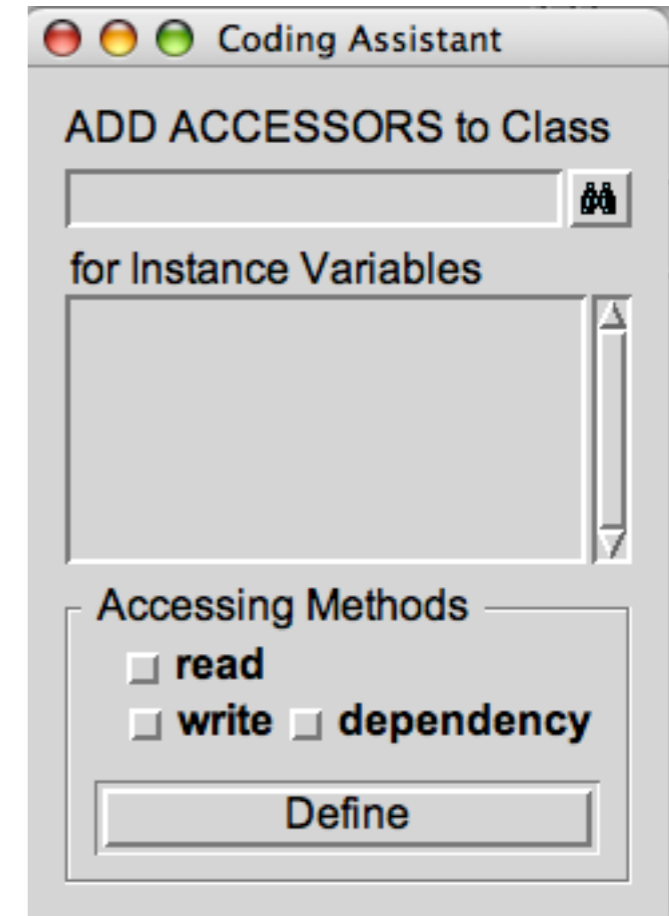 Coding Assistant
ADD ACCESSORS to Class
for Instance Variables
Accessing Methods
read
write dependency
Define